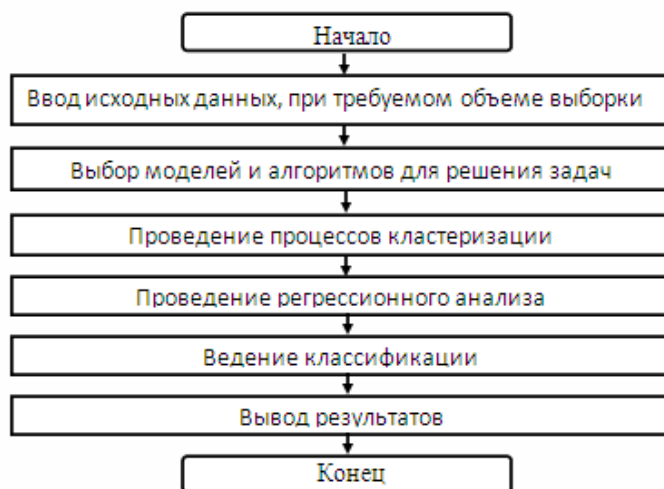 Начало
Ввод исходных данных, при требуемом объеме выборки
Выбор моделей и алгоритмов для решения задач
Проведение процессов кластеризации
Проведение регрессионного анализа
Ведение классификации
Вывод результатов
Конец